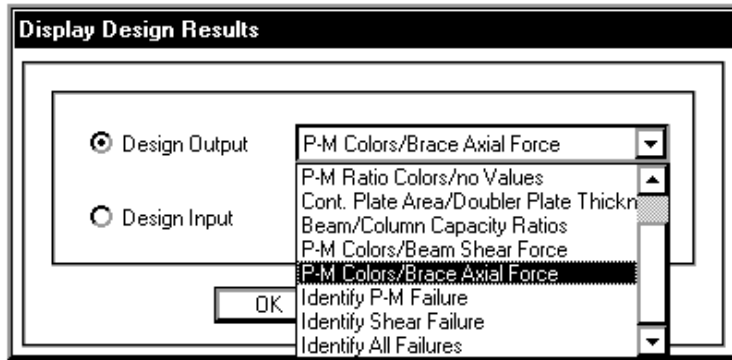 Display Design Results
Design Output
P-M Colors/Brace Axial Force
P-M Ratio Colors/no Values
Cont. Plate Area/Doubler Plate Thickn
Design Input
Beam/Column Capacity Ratios
P-M Colors/Beam Shear Force
P-M Colors/Brace Axial Force
OK
Identify P-M Failure
Identify Shear Failure
Identify All Failures